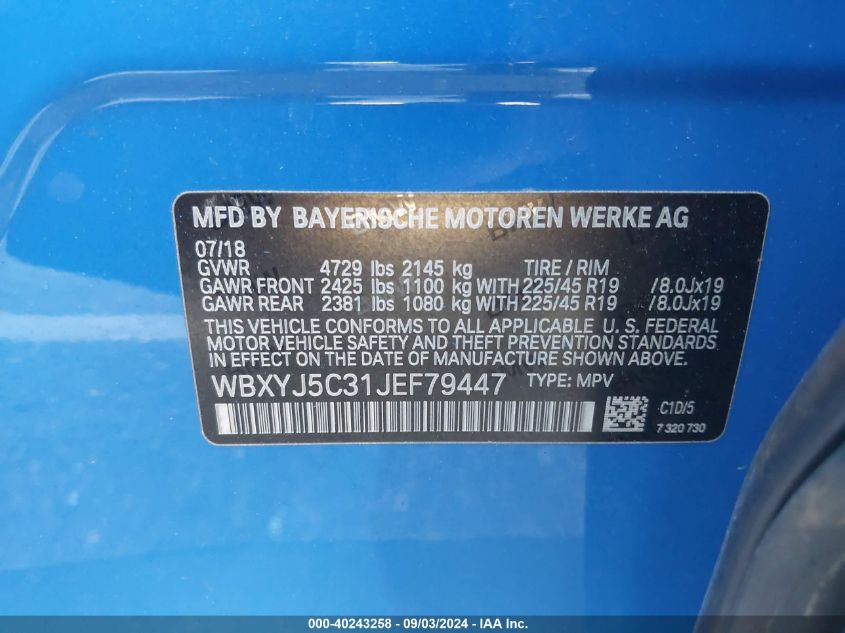 MFD BY BAYERISCHE MOTOREN WERKE AG
07/18
GVWR 4729 lbs 2145 kg TIRE / RIM
GAWR FRONT 2425 lbs 1100 kg WITH 225/45 R19 /8.0Jx19
GAWR REAR 2381 lbs 1080 kg WITH 225/45 R19 /8.0Jx19
THIS VEHICLE CONFORMS TO ALL APPLICABLE U. S. FEDERAL
MOTOR VEHICLE SAFETY AND THEFT PREVENTION STANDARDS
IN EFFECT ON THE DATE OF MANUFACTURE SHOWN ABOVE.
WBXYJ5C31JEF79447 TYPE: MPV
C1D/5
7 320 730
000-40243258 - 09/03/2024 - IAA Inc.